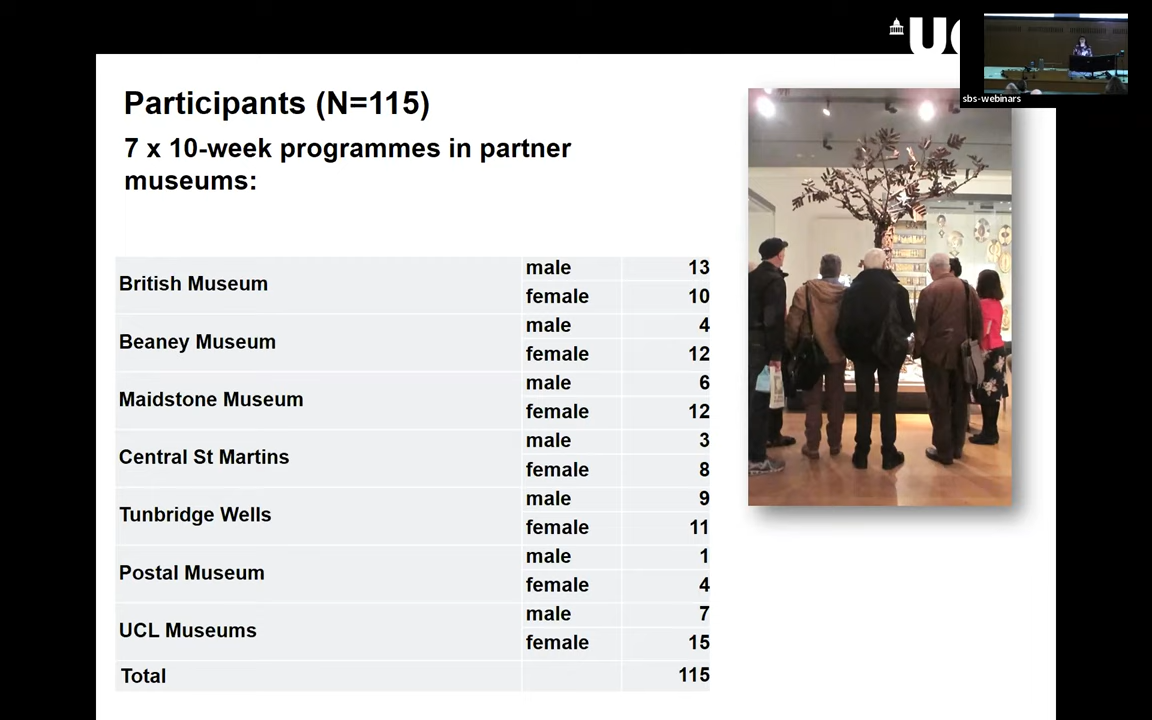 UC
sbs-webinars
Participants (N=115)
7 x 10-week programmes in partner
museums:
British Museum male 13
female 10
Beaney Museum male 4
female 12
Maidstone Museum male 6
female 12
Central St Martins male 3
female 8
Tunbridge Wells male 9
female 11
Postal Museum male 1
female 4
UCL Museums male 7
female 15
Total 115